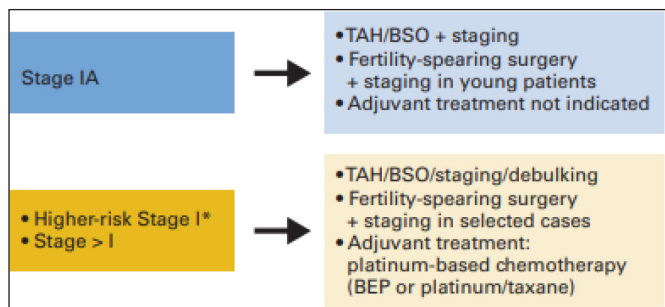 Stage IA
•TAH/BSO + staging
•Fertility-spearing surgery
+ staging in young patients
•Adjuvant treatment not indicated
• Higher-risk Stage I*
• Stage > I
•TAH/BSO/staging/debulking
•Fertility-spearing surgery
+ staging in selected cases
•Adjuvant treatment:
platinum-based chemotherapy
(BEP or platinum/taxane)